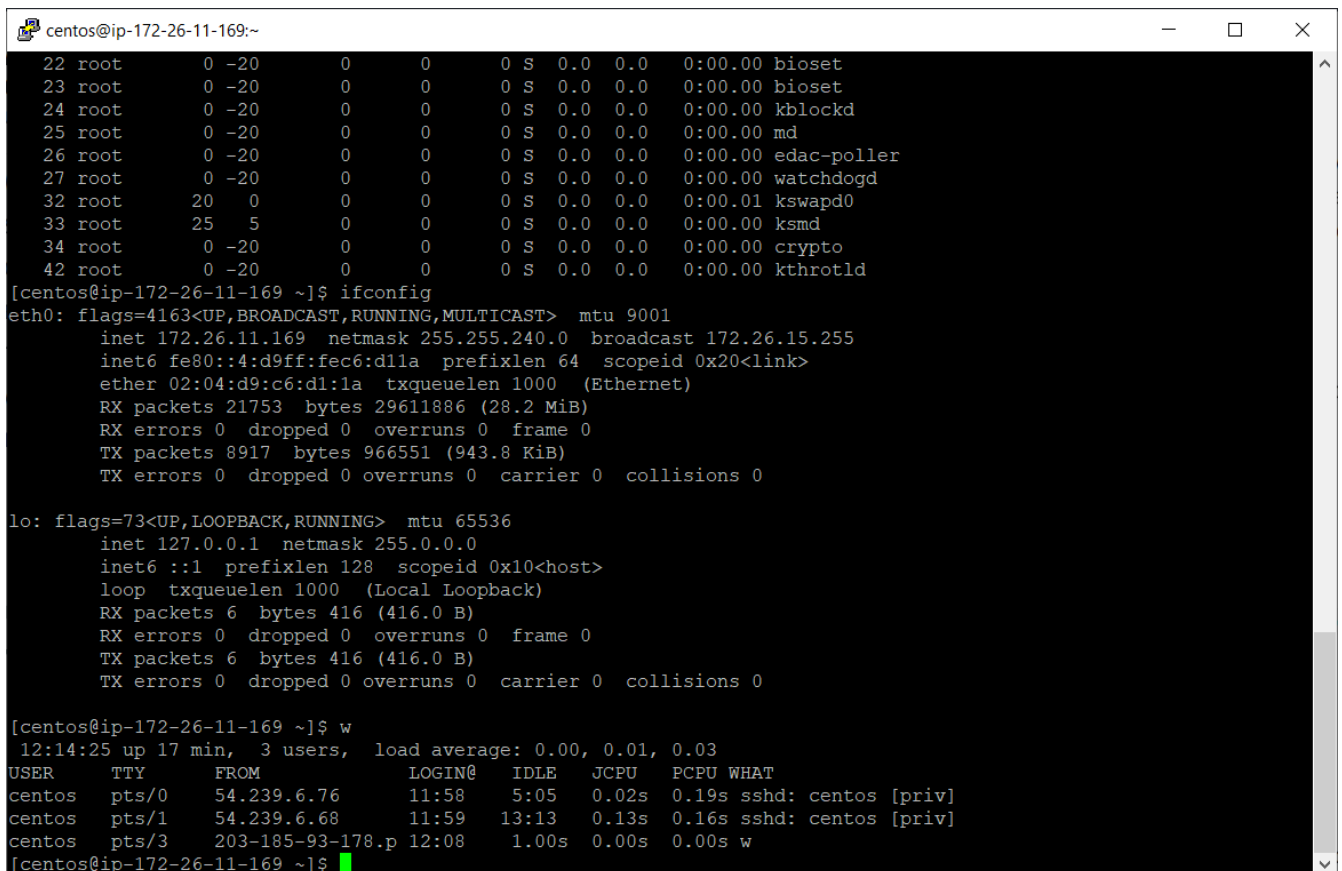 centos@ip-172-26-11-169:~
   22 root       0 -20       0      0      0 S  0.0  0.0   0:00.00 bioset
   23 root       0 -20       0      0      0 S  0.0  0.0   0:00.00 bioset
   24 root       0 -20       0      0      0 S  0.0  0.0   0:00.00 kblockd
   25 root       0 -20       0      0      0 S  0.0  0.0   0:00.00 md
   26 root       0 -20       0      0      0 S  0.0  0.0   0:00.00 edac-poller
   27 root       0 -20       0      0      0 S  0.0  0.0   0:00.00 watchdogd
   32 root      20   0       0      0      0 S  0.0  0.0   0:00.01 kswapd0
   33 root      25   5       0      0      0 S  0.0  0.0   0:00.00 ksmd
   34 root       0 -20       0      0      0 S  0.0  0.0   0:00.00 crypto
   42 root       0 -20       0      0      0 S  0.0  0.0   0:00.00 kthrotld
[centos@ip-172-26-11-169 ~]$ ifconfig
eth0: flags=4163<UP,BROADCAST,RUNNING,MULTICAST>  mtu 9001
        inet 172.26.11.169  netmask 255.255.240.0  broadcast 172.26.15.255
        inet6 fe80::4:d9ff:fec6:d11a  prefixlen 64  scopeid 0x20<link>
        ether 02:04:d9:c6:d1:1a  txqueuelen 1000  (Ethernet)
        RX packets 21753  bytes 29611886 (28.2 MiB)
        RX errors 0  dropped 0  overruns 0  frame 0
        TX packets 8917  bytes 966551 (943.8 KiB)
        TX errors 0  dropped 0 overruns 0  carrier 0  collisions 0
lo: flags=73<UP,LOOPBACK,RUNNING>  mtu 65536
        inet 127.0.0.1  netmask 255.0.0.0
        inet6 ::1  prefixlen 128  scopeid 0x10<host>
        loop  txqueuelen 1000  (Local Loopback)
        RX packets 6  bytes 416 (416.0 B)
        RX errors 0  dropped 0  overruns 0  frame 0
        TX packets 6  bytes 416 (416.0 B)
        TX errors 0  dropped 0 overruns 0  carrier 0  collisions 0
[centos@ip-172-26-11-169 ~]$ w
 12:14:25 up 17 min,  3 users,  load average: 0.00, 0.01, 0.03
USER     TTY      FROM             LOGIN@   IDLE   JCPU   PCPU WHAT
centos   pts/0    54.239.6.76      11:58    5:05   0.02s  0.19s sshd: centos [priv]
centos   pts/1    54.239.6.68      11:59   13:13   0.13s  0.16s sshd: centos [priv]
centos   pts/3    203-185-93-178.p 12:08    1.00s  0.00s  0.00s w
[centos@ip-172-26-11-169 ~]$